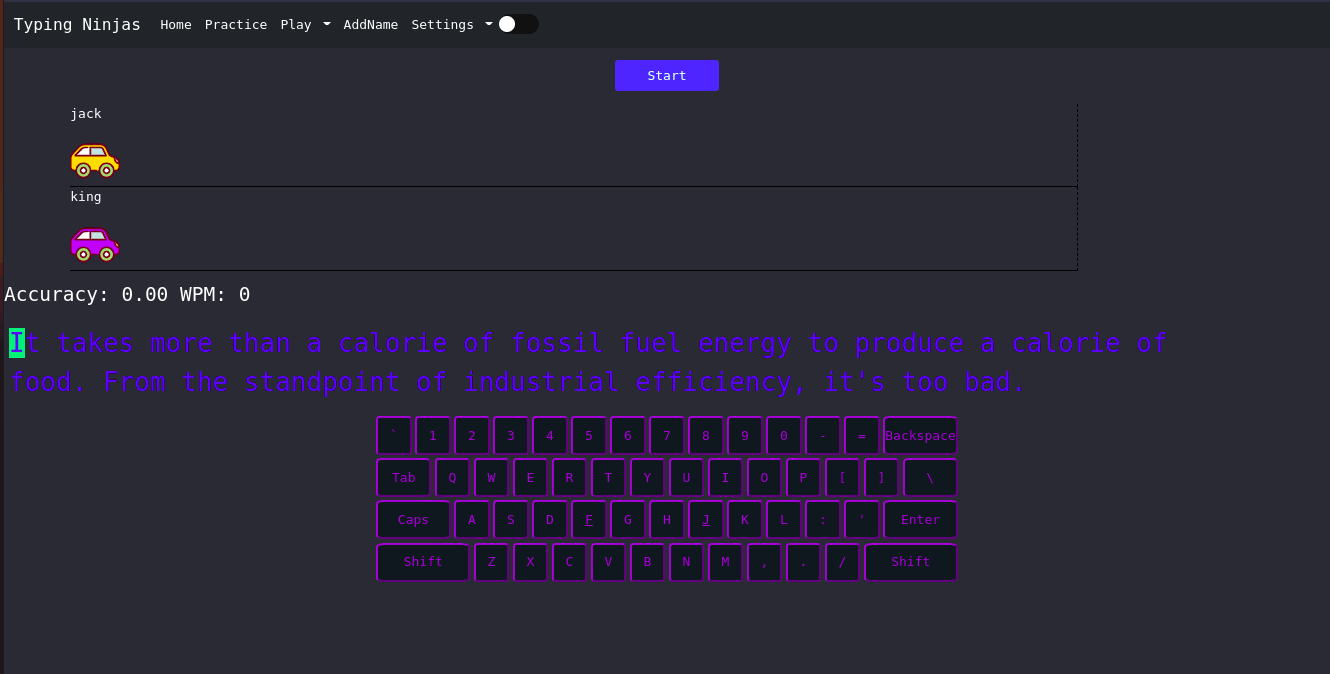 Typing Ninjas Home Practice Play AddName Settings
Start
jack
king
Accuracy: 0.00 WPM: 0
It takes more than a calorie of fossil fuel energy to produce a calorie of
food. From the standpoint of industrial efficiency, it's too bad.
` 1 2 3 4 5 6 7 8 9 0 - = Backspace
Tab Q W E R T Y U I O P [ ] \
Caps A S D F G H J K L : ' Enter
Shift Z X C V B N M , . / Shift